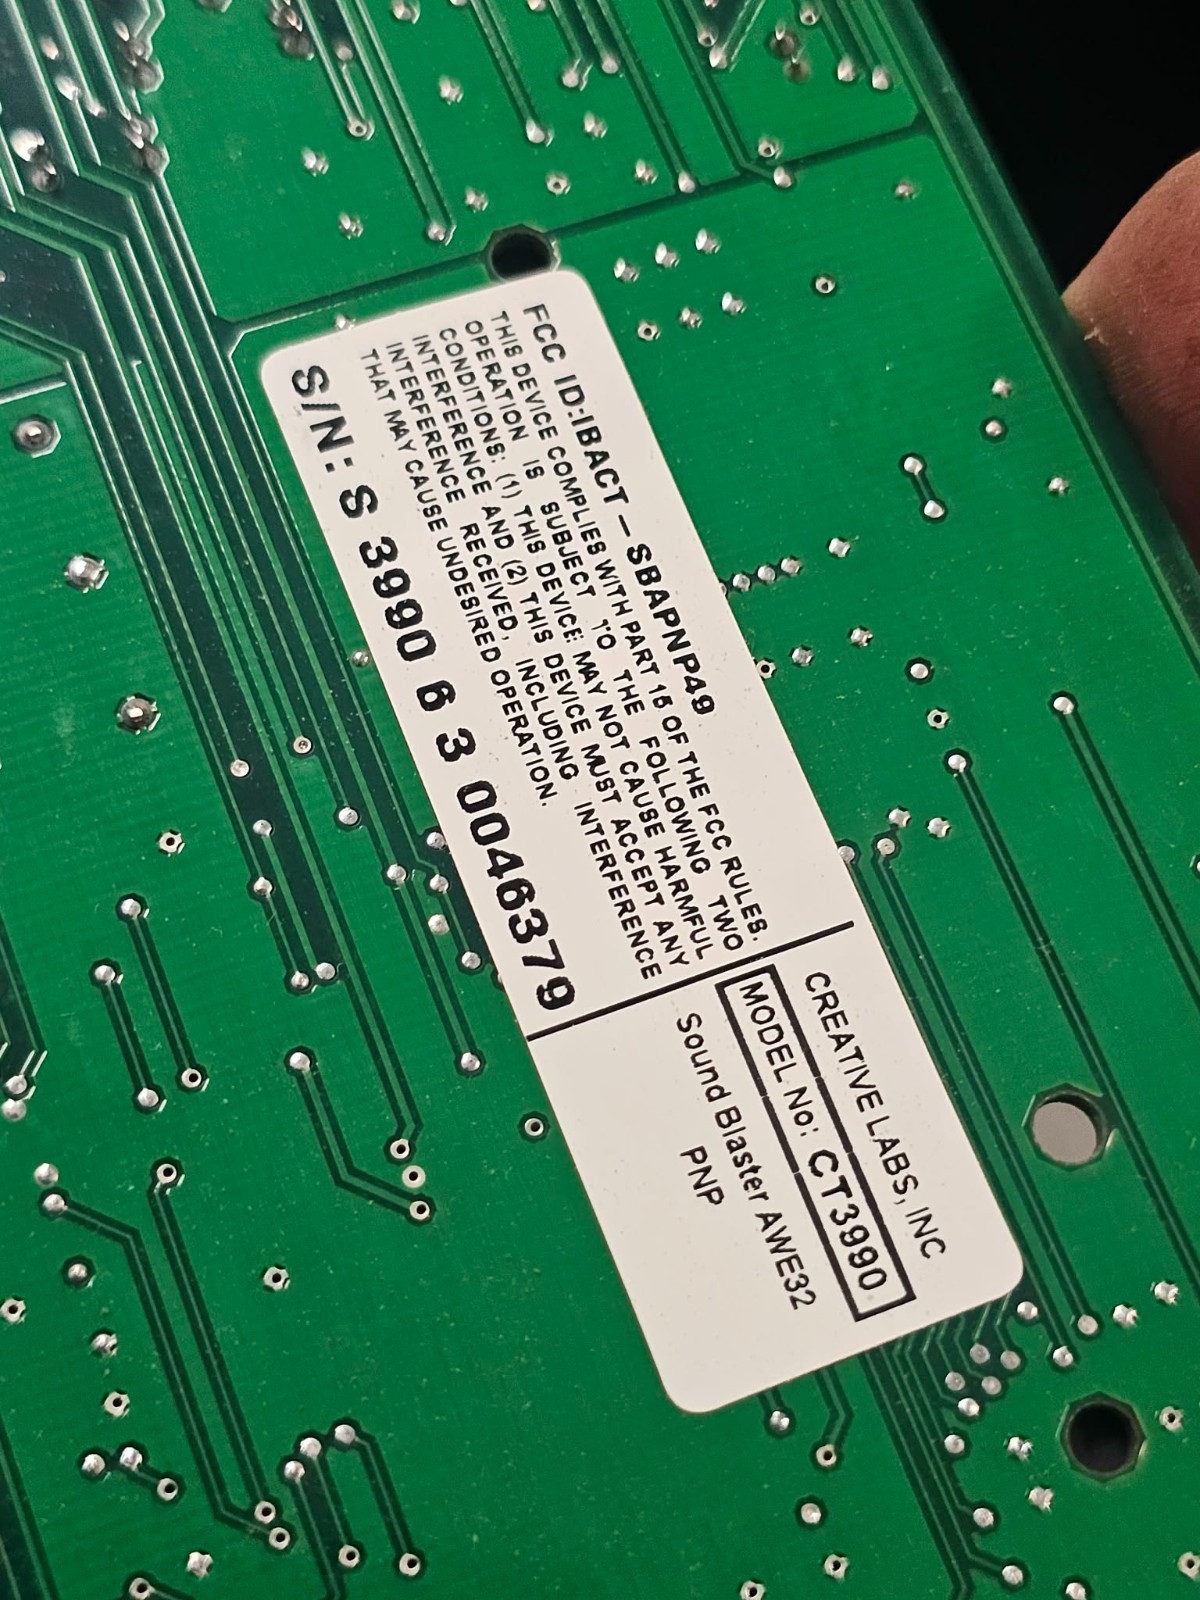 FCC ID:IBACT – SBAPNP49
THIS DEVICE COMPLIES WITH PART 15 OF THE FCC RULES.
OPERATION IS SUBJECT TO THE FOLLOWING TWO
CONDITIONS: (1) THIS DEVICE MAY NOT CAUSE HARMFUL
INTERFERENCE AND (2) THIS DEVICE MUST ACCEPT ANY
INTERFERENCE RECEIVED, INCLUDING INTERFERENCE
THAT MAY CAUSE UNDESIRED OPERATION.
S/N: S 3990 6 3 0046379
CREATIVE LABS, INC
MODEL No: CT3990
Sound Blaster AWE32
PNP